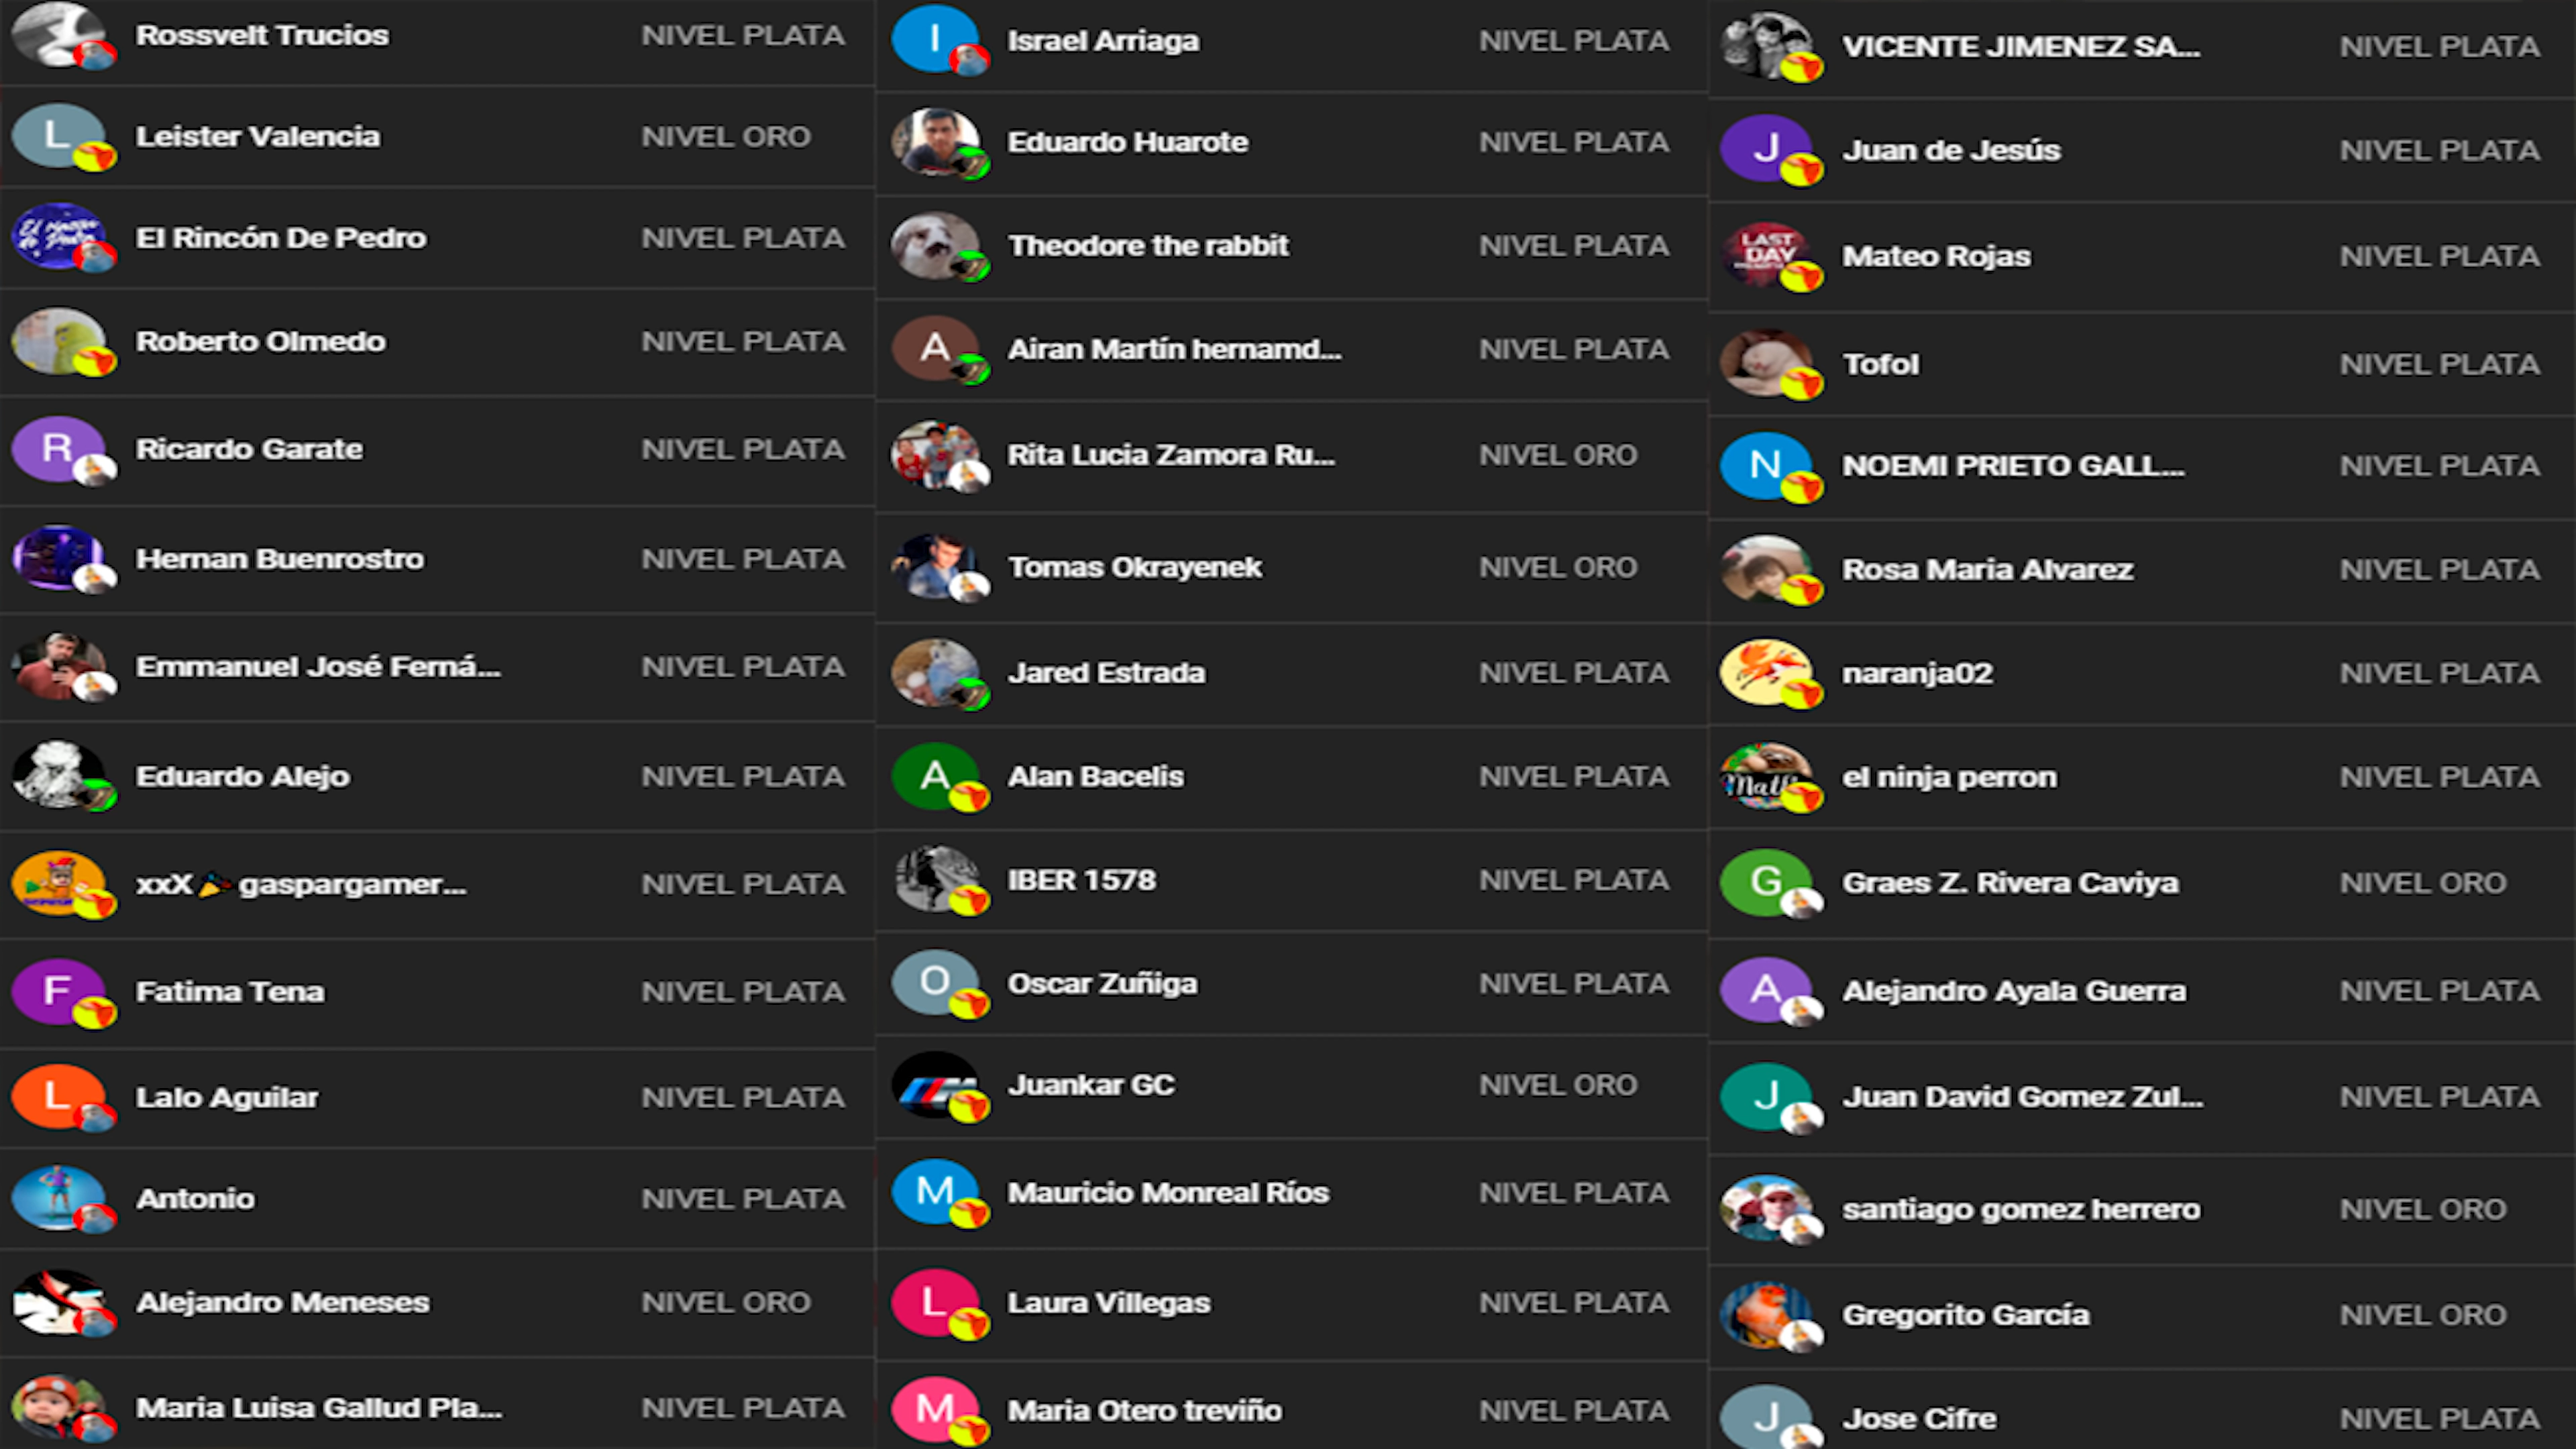 Rossvelt Trucios NIVEL PLATA
L Leister Valencia NIVEL ORO
El Rincón De Pedro NIVEL PLATA
Roberto Olmedo NIVEL PLATA
R Ricardo Garate NIVEL PLATA
Hernan Buenrostro NIVEL PLATA
Emmanuel José Ferná... NIVEL PLATA
Eduardo Alejo NIVEL PLATA
xxX🎉gaspargamer... NIVEL PLATA
F Fatima Tena NIVEL PLATA
L Lalo Aguilar NIVEL PLATA
Antonio NIVEL PLATA
Alejandro Meneses NIVEL ORO
Maria Luisa Gallud Pla... NIVEL PLATA
I Israel Arriaga NIVEL PLATA
Eduardo Huarote NIVEL PLATA
Theodore the rabbit NIVEL PLATA
A Airan Martín hernamd... NIVEL PLATA
Rita Lucia Zamora Ru... NIVEL ORO
Tomas Okrayenek NIVEL ORO
Jared Estrada NIVEL PLATA
A Alan Bacelis NIVEL PLATA
IBER 1578 NIVEL PLATA
O Oscar Zuñiga NIVEL PLATA
Juankar GC NIVEL ORO
M Mauricio Monreal Ríos NIVEL PLATA
L Laura Villegas NIVEL PLATA
M Maria Otero treviño NIVEL PLATA
VICENTE JIMENEZ SA... NIVEL PLATA
J Juan de Jesús NIVEL PLATA
LAST
DAY
Mateo Rojas NIVEL PLATA
Tofol NIVEL PLATA
N NOEMI PRIETO GALL... NIVEL PLATA
Rosa Maria Alvarez NIVEL PLATA
naranja02 NIVEL PLATA
el ninja perron NIVEL PLATA
G Graes Z. Rivera Caviya NIVEL ORO
A Alejandro Ayala Guerra NIVEL PLATA
J Juan David Gomez Zul... NIVEL PLATA
santiago gomez herrero NIVEL ORO
Gregorito García NIVEL ORO
J Jose Cifre NIVEL PLATA